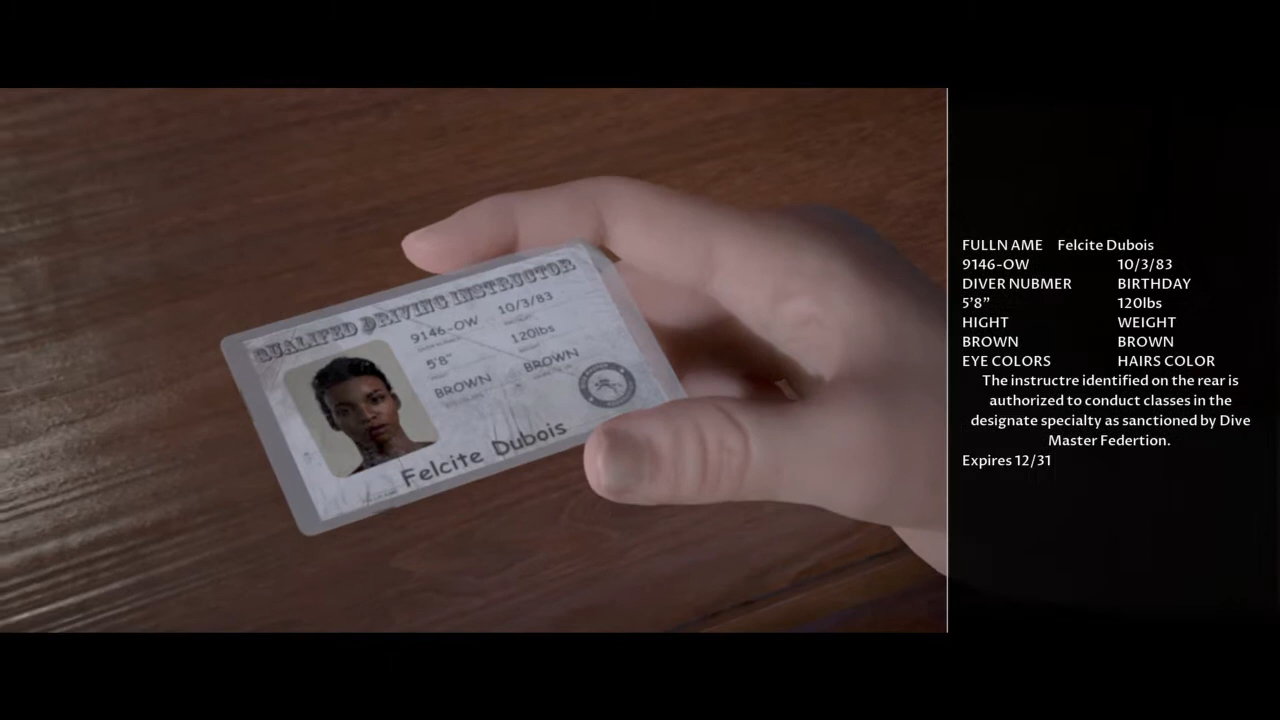 QUALIFED DRIVING INSTRUCTOR
9146-OW 10/3/83
5'8" 120lbs
BROWN BROWN
Felcite Dubois
FULLN AME Felcite Dubois
9146-OW 10/3/83
DIVER NUBMER BIRTHDAY
5'8” 120lbs
HIGHT WEIGHT
BROWN BROWN
EYE COLORS HAIRS COLOR
The instructre identified on the rear is
authorized to conduct classes in the
designate specialty as sanctioned by Dive
Master Federtion.
Expires 12/31